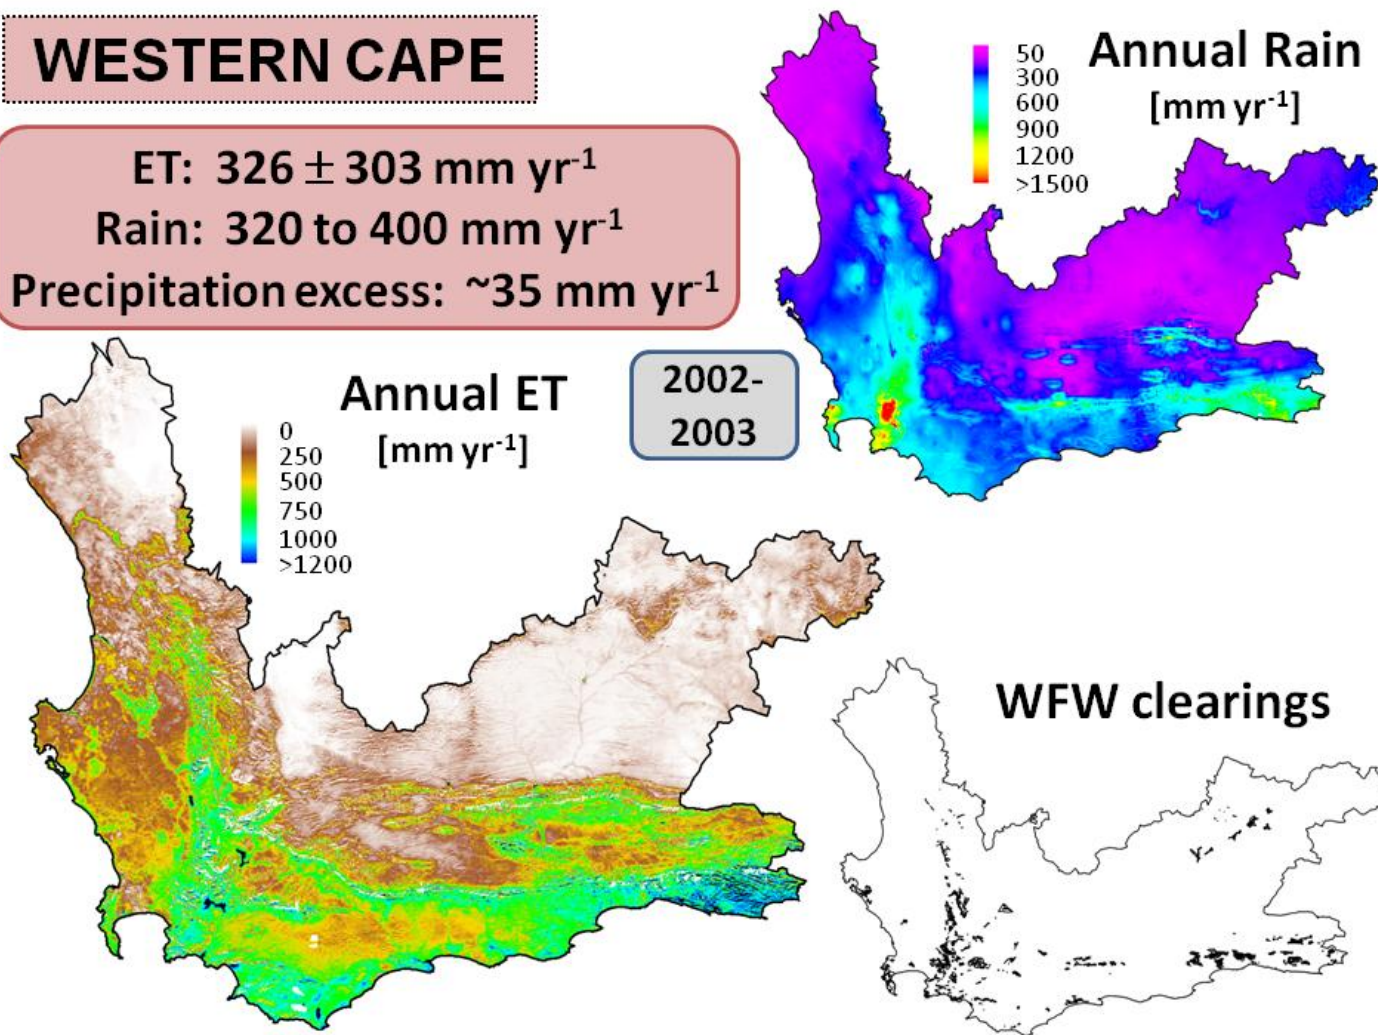 WESTERN CAPE
ET: 326 ± 303 mm yr-1
Rain: 320 to 400 mm yr-1
Precipitation excess: ~35 mm yr-1
Annual Rain
[mm yr-1]
50
300
600
900
1200
>1500
2002-
2003
Annual ET
[mm yr-1]
0
250
500
750
1000
>1200
WFW clearings